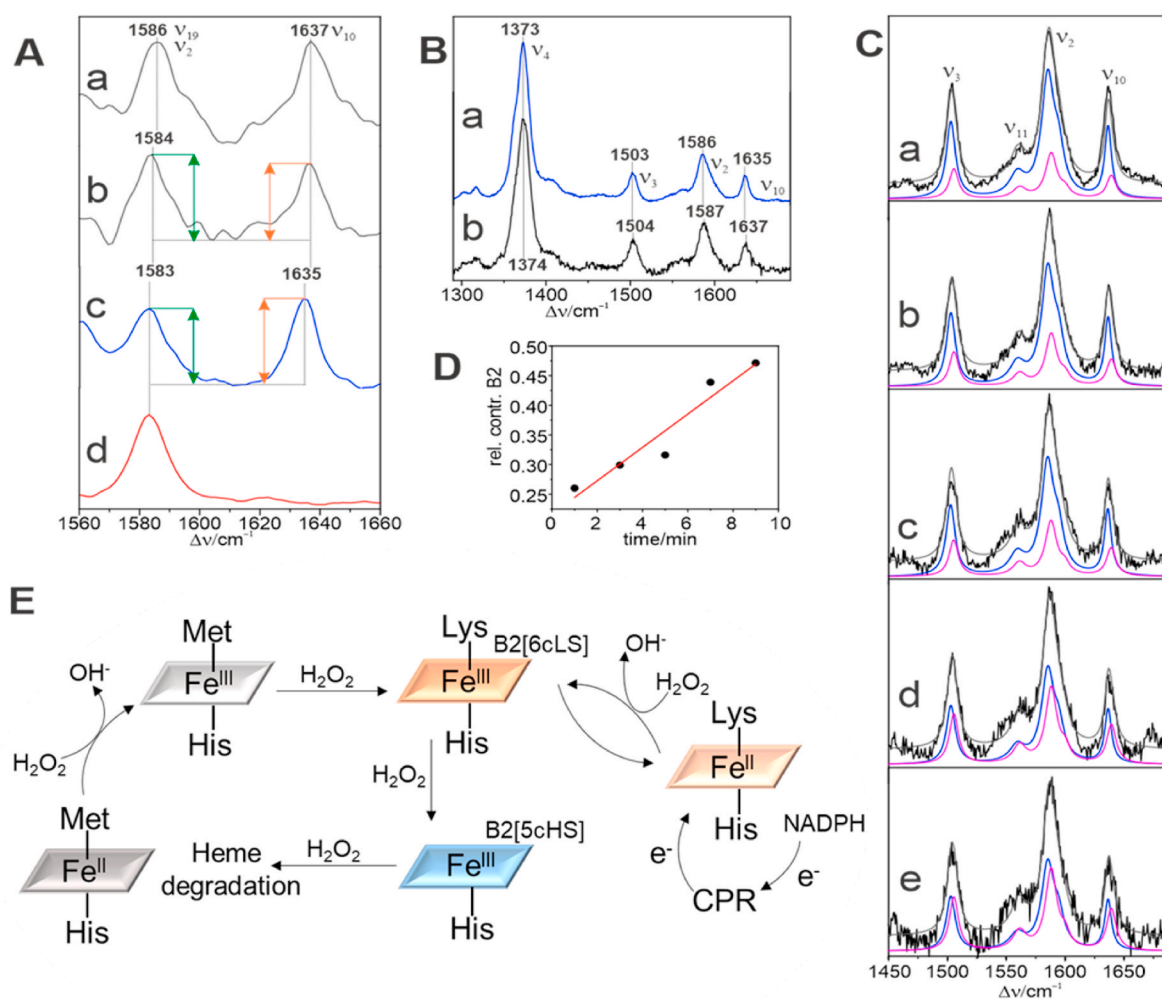 A
1586 ν19
ν2
1637 ν10
a
1584
b
1583
1635
c
d
1560 1580 1600 1620 1640 1660
Δν/cm⁻¹
B
1373
ν4
a
1503
ν3
1586
ν2
1635
ν10
b
1374
1504
1587
1637
1300 1400 1500 1600
Δν/cm⁻¹
C
ν3
ν11
ν2
ν10
a
b
c
d
e
1450 1500 1550 1600 1650
Δν/cm⁻¹
D
rel. contr. B2
0.50
0.45
0.40
0.35
0.30
0.25
0 2 4 6 8 10
time/min
E
Met
Fe^III
His
OH⁻
H₂O₂
Met
Fe^II
His
H₂O₂
Lys
B2[6cLS]
Fe^III
His
H₂O₂
B2[5cHS]
Fe^III
H₂O₂
Heme
degradation
OH⁻
H₂O₂
Lys
Fe^II
His
NADPH
e⁻
e⁻
CPR